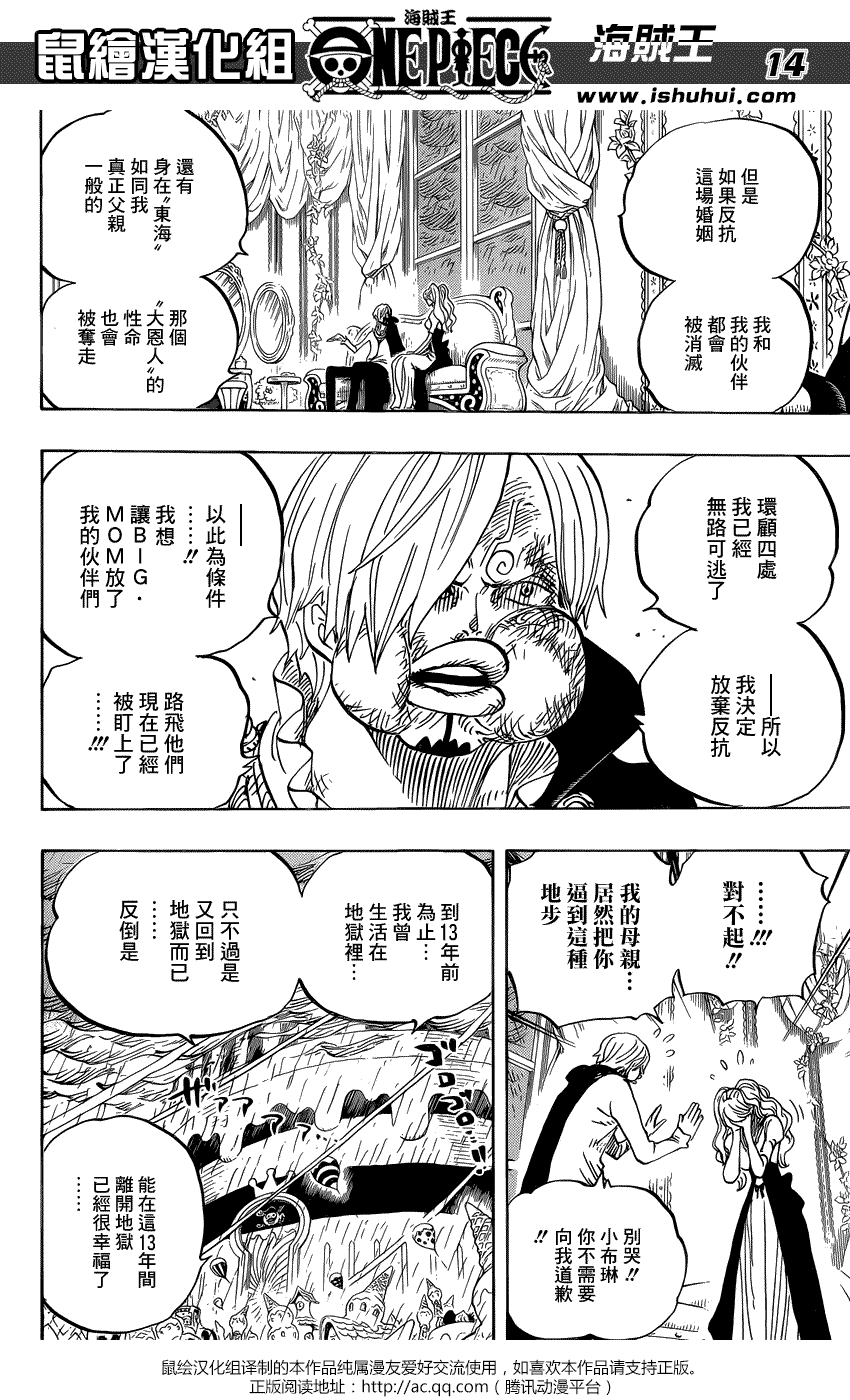 鼠繪漢化組
海賊王
ONE PIECE
海賊王
14
www.ishuhui.com
但是
如果反抗
這場婚姻
我和
我的伙伴
都會
被消滅
還有
身在〝東海〞
如同我
真正父親
一般的
那個
〝大恩人〞的
性命
也會
被奪走
環顧四處
我已經
無路可逃了
——所以
我決定
放棄反抗
——
以此為條件
……!!
我想
讓BIG・
MOM放了
我的伙伴們
路飛他們
現在已經
被盯上了
……!!!
……!!!
對不起!!
我的母親…
居然把你
逼到這種
地步
別哭!!
小布琳
你不需要
向我道歉
!!
到13年前
為止…
我曾
生活在
地獄裡…
只不過是
又回到
地獄而已
……
反倒是
能在這13年間
離開地獄
已經很幸福了
……
ゴロ
ゴロ
ザァ
鼠绘汉化组译制的本作品纯属漫友爱好交流使用，如喜欢本作品请支持正版。
正版阅读地址：http://ac.qq.com（腾讯动漫平台）